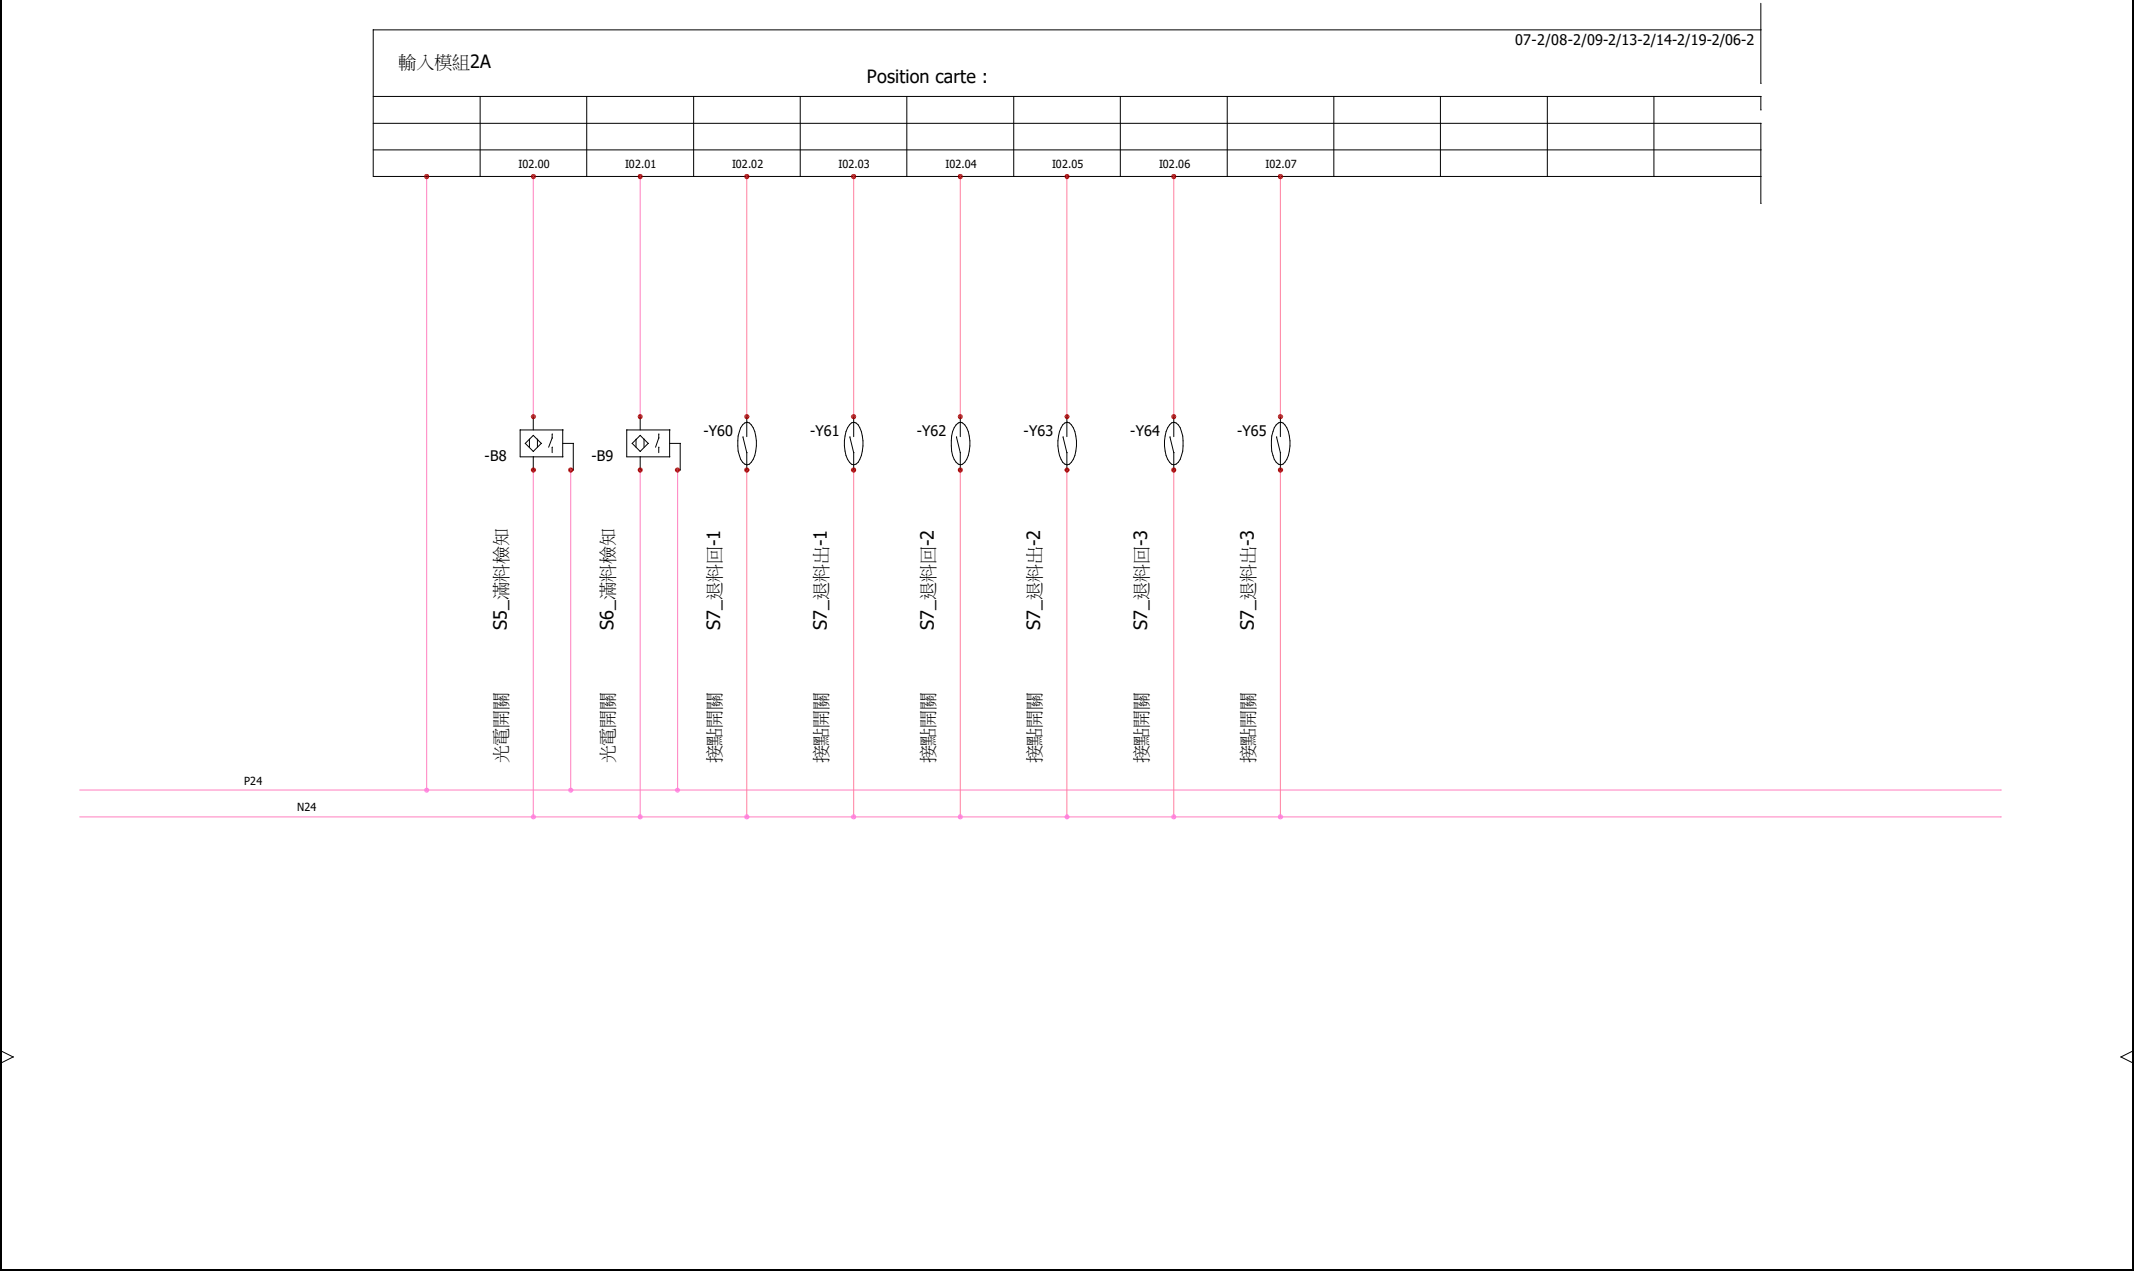 07-2/08-2/09-2/13-2/14-2/19-2/06-2
輸入模組2A
Position carte :
I02.00 I02.01 I02.02 I02.03 I02.04 I02.05 I02.06 I02.07
-B8
-B9
-Y60
-Y61
-Y62
-Y63
-Y64
-Y65
光電開關 S5_滿料檢知
光電開關 S6_滿料檢知
接點開關 S7_退料回-1
接點開關 S7_退料出-1
接點開關 S7_退料回-2
接點開關 S7_退料出-2
接點開關 S7_退料回-3
接點開關 S7_退料出-3
P24
N24